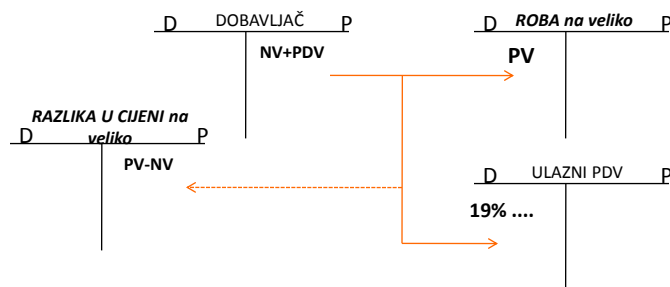 D DOBAVLJAČ P
NV+PDV
D ROBA na veliko P
PV
RAZLIKA U CIJENI na
D veliko P
PV-NV
D ULAZNI PDV P
19% ....